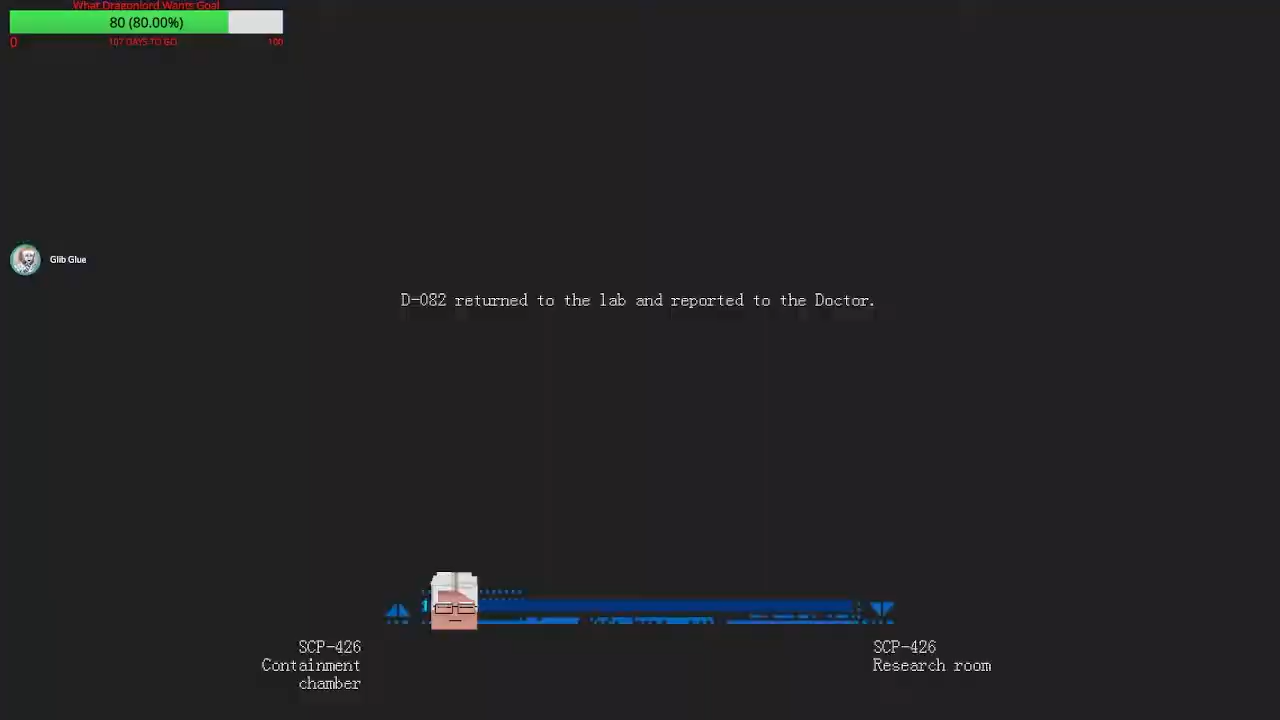 What Dragonlord Wants Goal
80 (80.00%)
0 107 DAYS TO GO 100
Glib Glue
D-082 returned to the lab and reported to the Doctor.
SCP-426
Containment
chamber
SCP-426
Research room